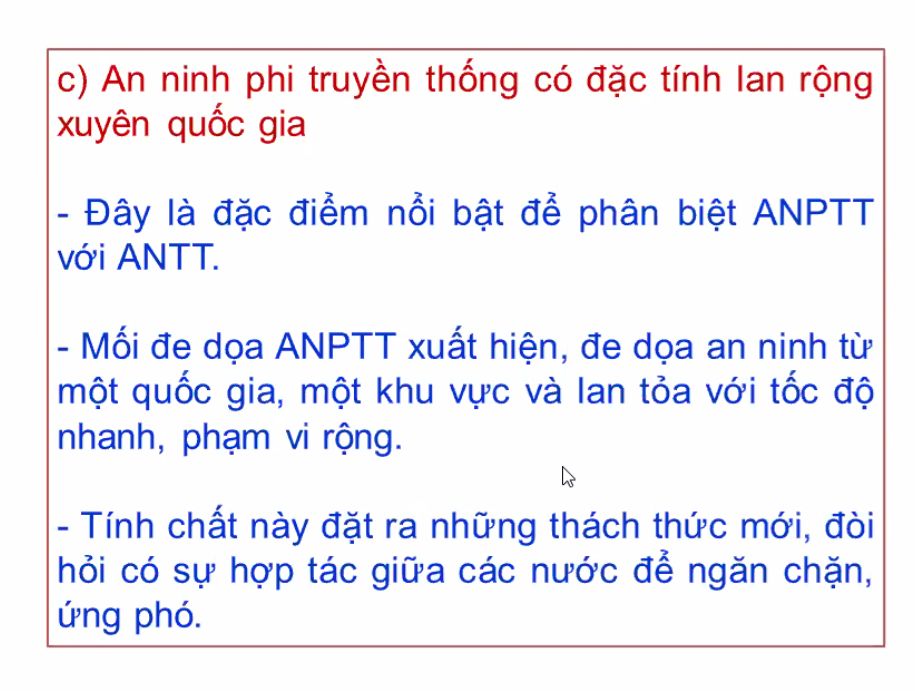 c) An ninh phi truyền thống có đặc tính lan rộng
xuyên quốc gia
- Đây là đặc điểm nổi bật để phân biệt ANPTT
với ANTT.
- Mối đe dọa ANPTT xuất hiện, đe dọa an ninh từ
một quốc gia, một khu vực và lan tỏa với tốc độ
nhanh, phạm vi rộng.
- Tính chất này đặt ra những thách thức mới, đòi
hỏi có sự hợp tác giữa các nước để ngăn chặn,
ứng phó.